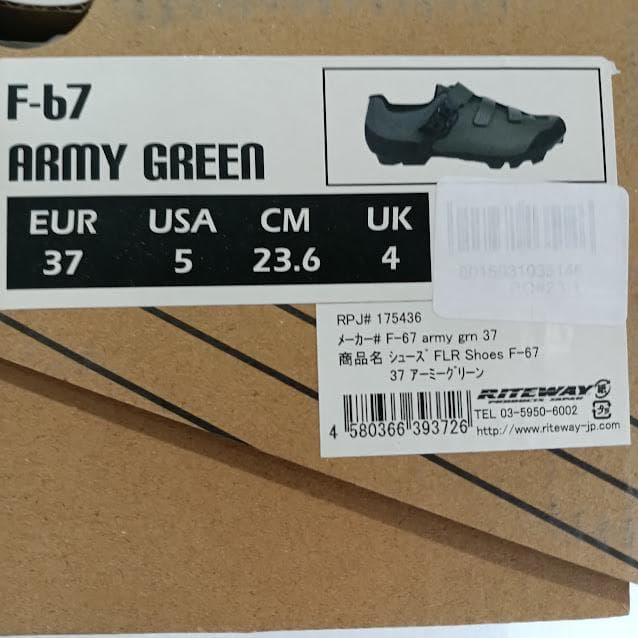 F-67
ARMY GREEN
EUR USA CM UK
37 5 23.6 4
RPJ# 175436
メーカー# F-67 army grn 37
商品名 シューズ FLR Shoes F-67
37 アーミーグリーン
RITEWAY
PRODUCTS JAPAN
TEL 03-5950-6002
http://www.riteway-jp.com
4 580366 393726